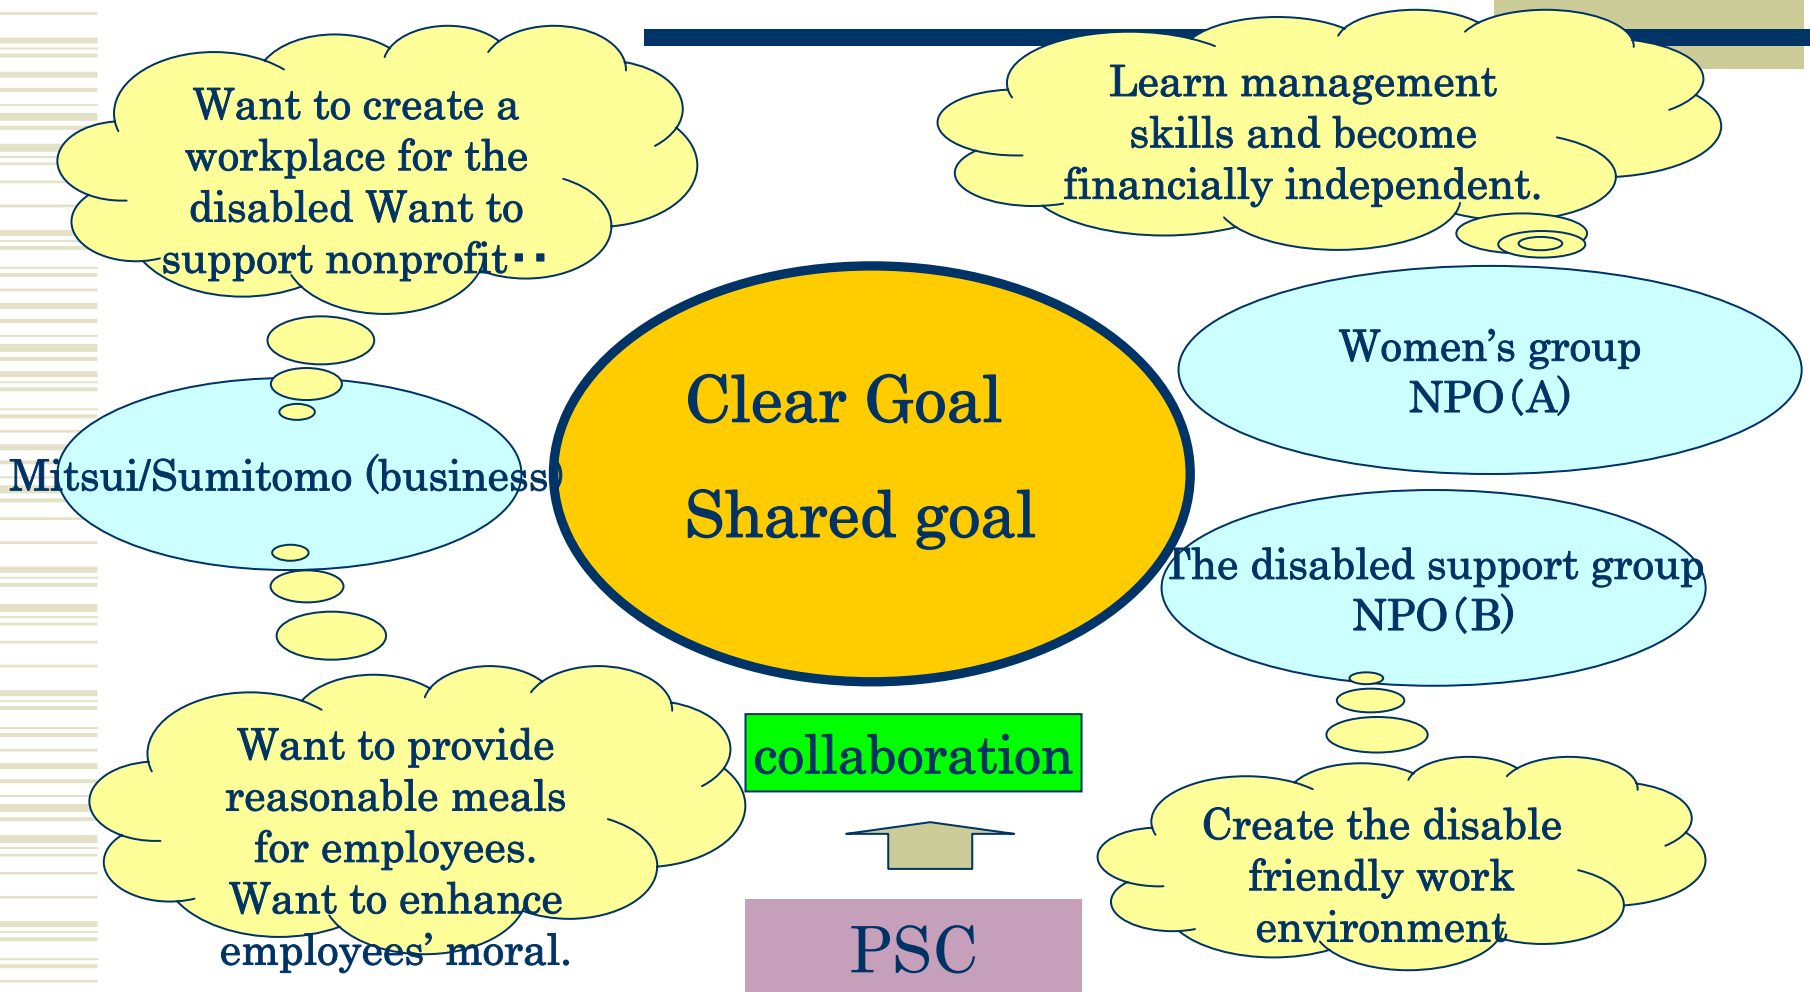 Want to create a
workplace for the
disabled Want to
support nonprofit･･
Learn management
skills and become
financially independent.
Mitsui/Sumitomo (business)
Clear Goal
Shared goal
Women’s group
NPO(A)
The disabled support group
NPO(B)
Want to provide
reasonable meals
for employees.
Want to enhance
employees’ moral.
collaboration
PSC
Create the disable
friendly work
environment